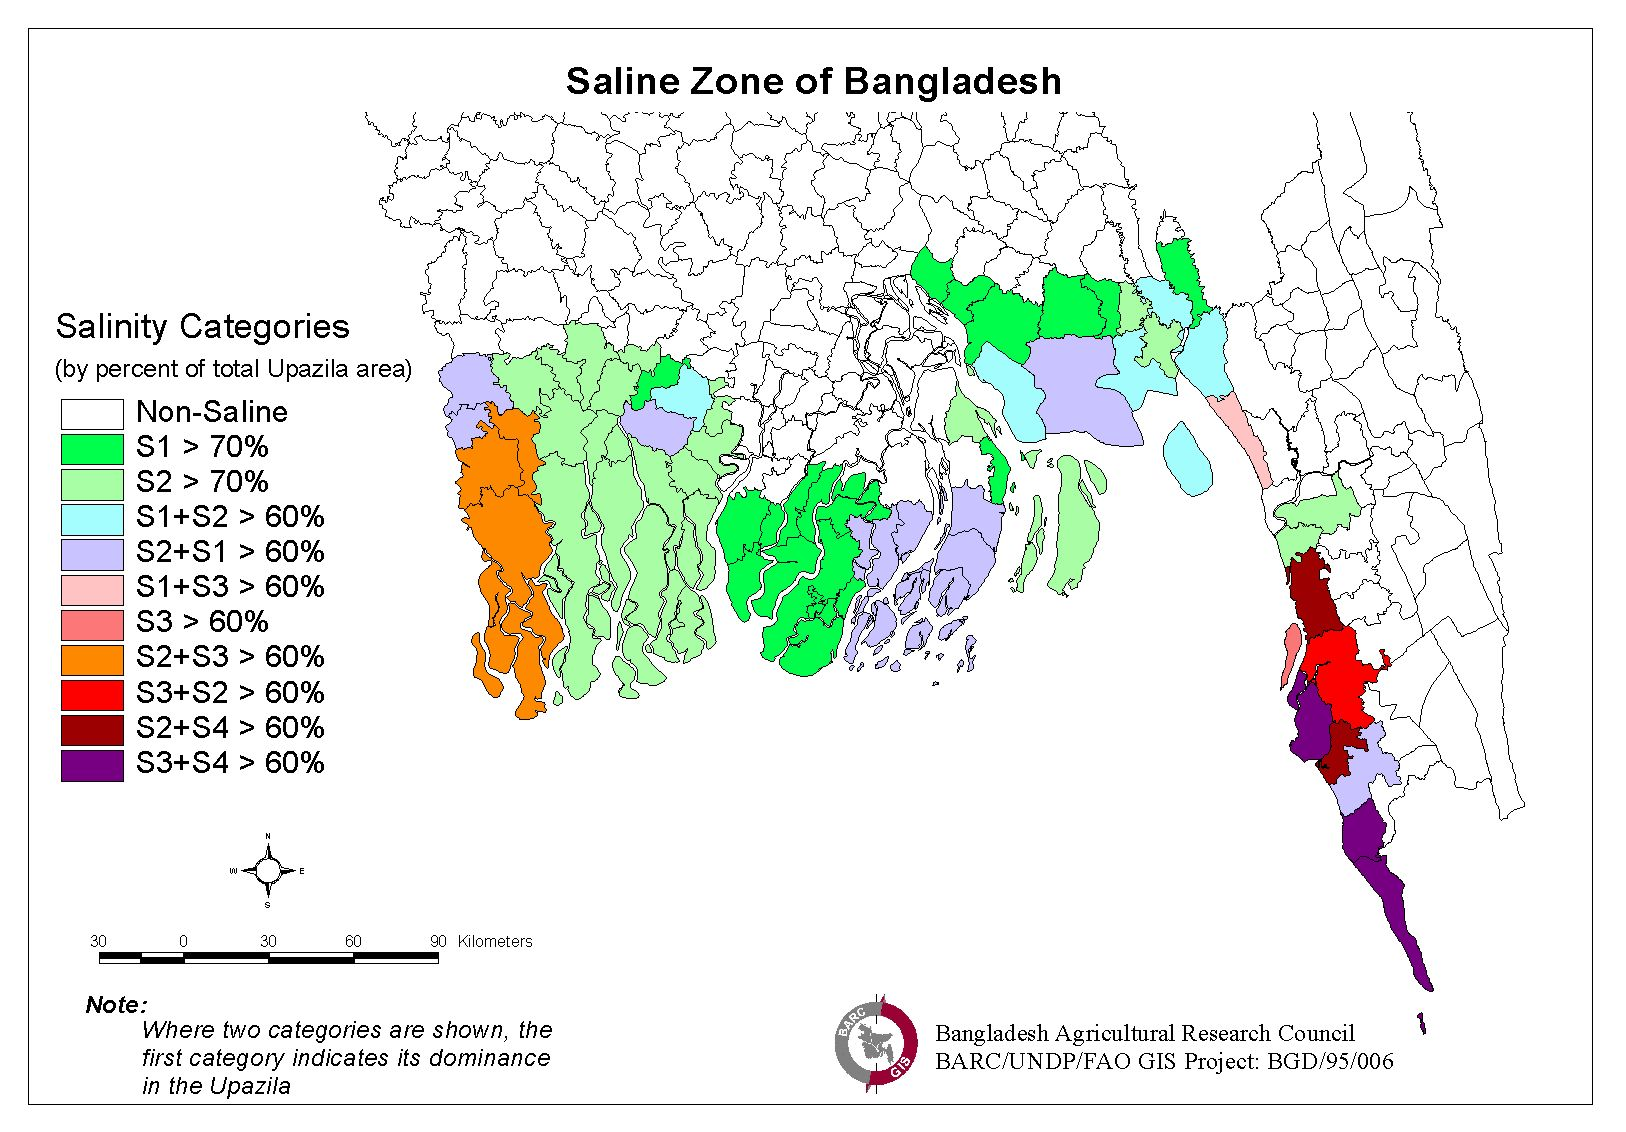 Saline Zone of Bangladesh
Salinity Categories
(by percent of total Upazila area)
Non-Saline
S1 > 70%
S2 > 70%
S1+S2 > 60%
S2+S1 > 60%
S1+S3 > 60%
S3 > 60%
S2+S3 > 60%
S3+S2 > 60%
S2+S4 > 60%
S3+S4 > 60%
N
W E
S
30 0 30 60 90 Kilometers
Note:
Where two categories are shown, the
first category indicates its dominance
in the Upazila
BARC
GIS
Bangladesh Agricultural Research Council
BARC/UNDP/FAO GIS Project: BGD/95/006